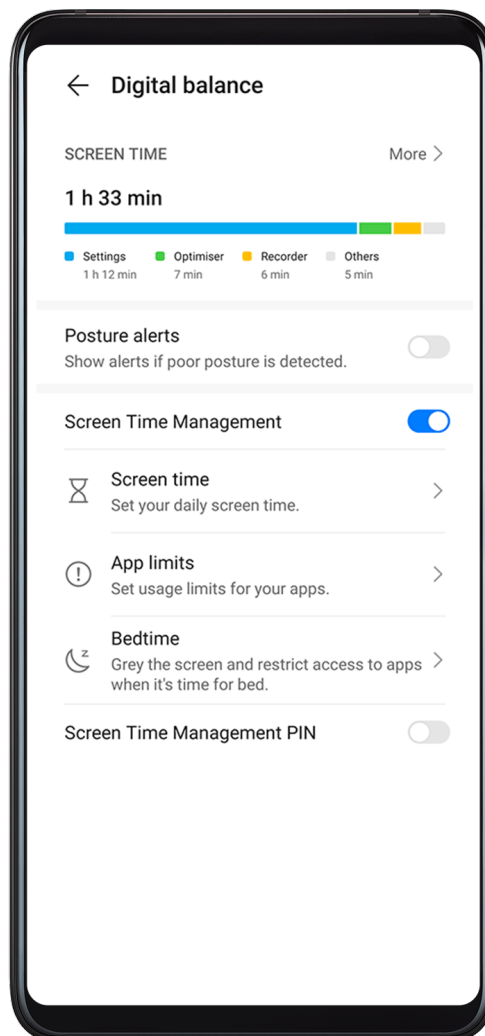 Digital balance
SCREEN TIME
More
1 h 33 min
Settings
Optimiser
Recorder
Others
1 h 12 min
7 min
6 min
5 min
Posture alerts
Show alerts if poor posture is detected.
Screen Time Management
Screen time
Set your daily screen time.
App limits
Set usage limits for your apps.
z
Bedtime
Grey the screen and restrict access to apps
when it's time for bed.
Screen Time Management PIN